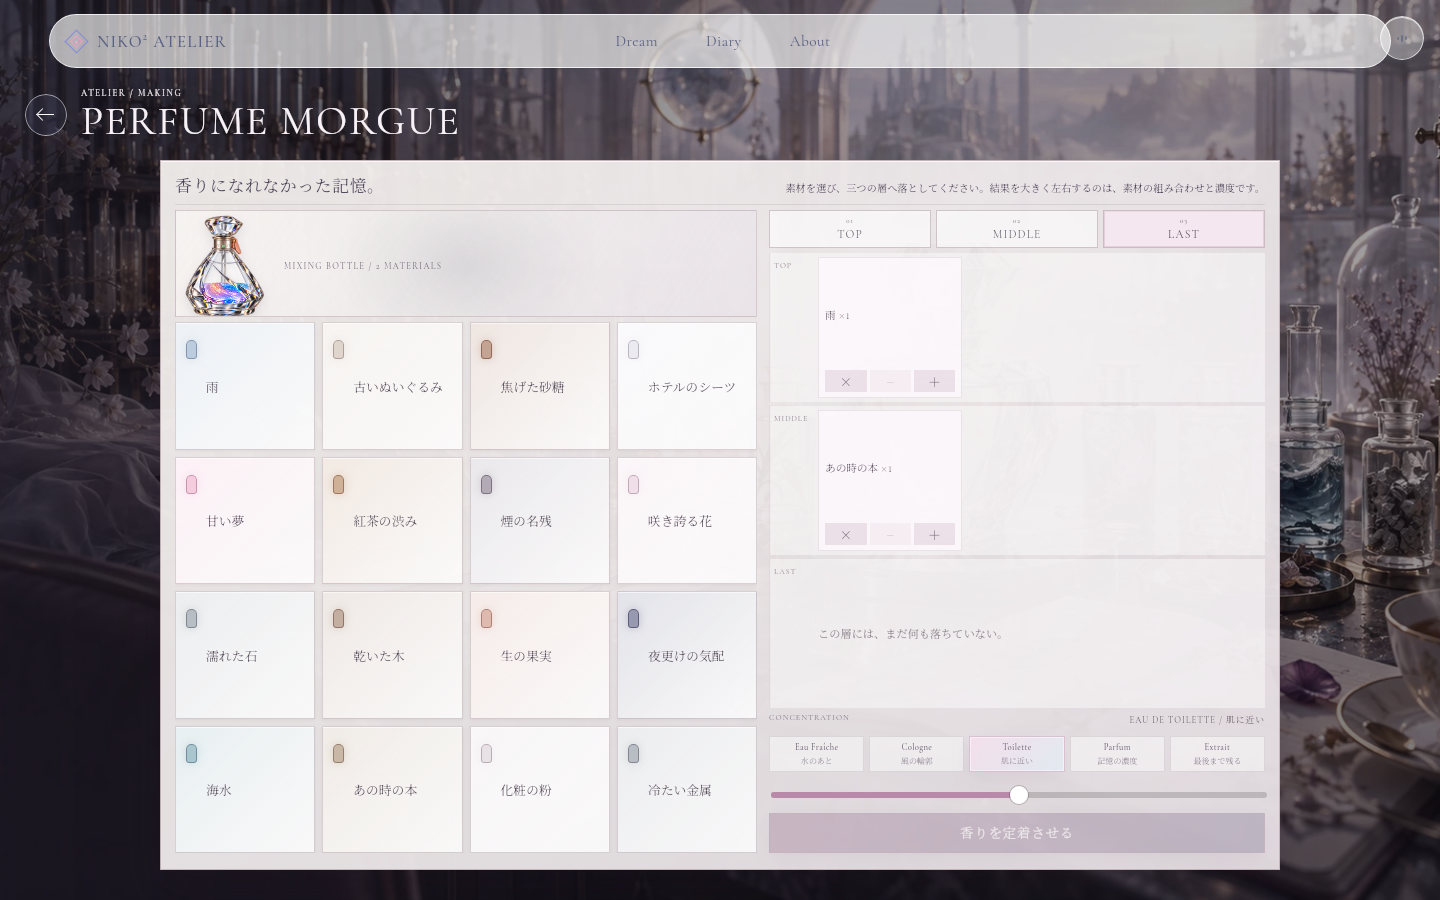 NIKO² ATELIER
Dream
Diary
About
ATELIER / MAKING
PERFUME MORGUE
香りになれなかった記憶。
素材を選び、三つの層へ落としてください。結果を大きく左右するのは、素材の組み合わせと濃度です。
MIXING BOTTLE / 2 MATERIALS
雨
古いぬいぐるみ
焦げた砂糖
ホテルのシーツ
甘い夢
紅茶の渋み
煙の名残
咲き誇る花
濡れた石
乾いた木
生の果実
夜更けの気配
海水
あの時の本
化粧の粉
冷たい金属
01
TOP
02
MIDDLE
03
LAST
TOP
雨 ×1
× − +
MIDDLE
あの時の本 ×1
× − +
LAST
この層には、まだ何も落ちていない。
CONCENTRATION
EAU DE TOILETTE / 肌に近い
Eau Fraiche
水のあと
Cologne
風の輪郭
Toilette
肌に近い
Parfum
記憶の濃度
Extrait
最後まで残る
香りを定着させる